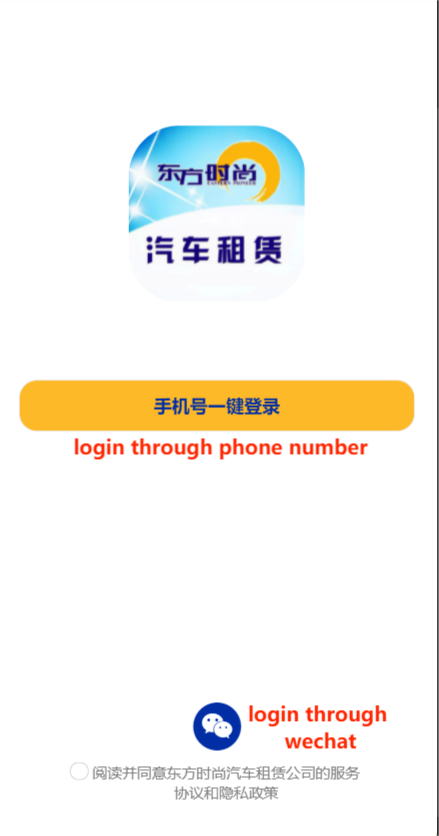 东方时尚
EASTERN PIONEER
汽车租赁
手机号一键登录
login through phone number
login through
wechat
阅读并同意东方时尚汽车租赁公司的服务
协议和隐私政策